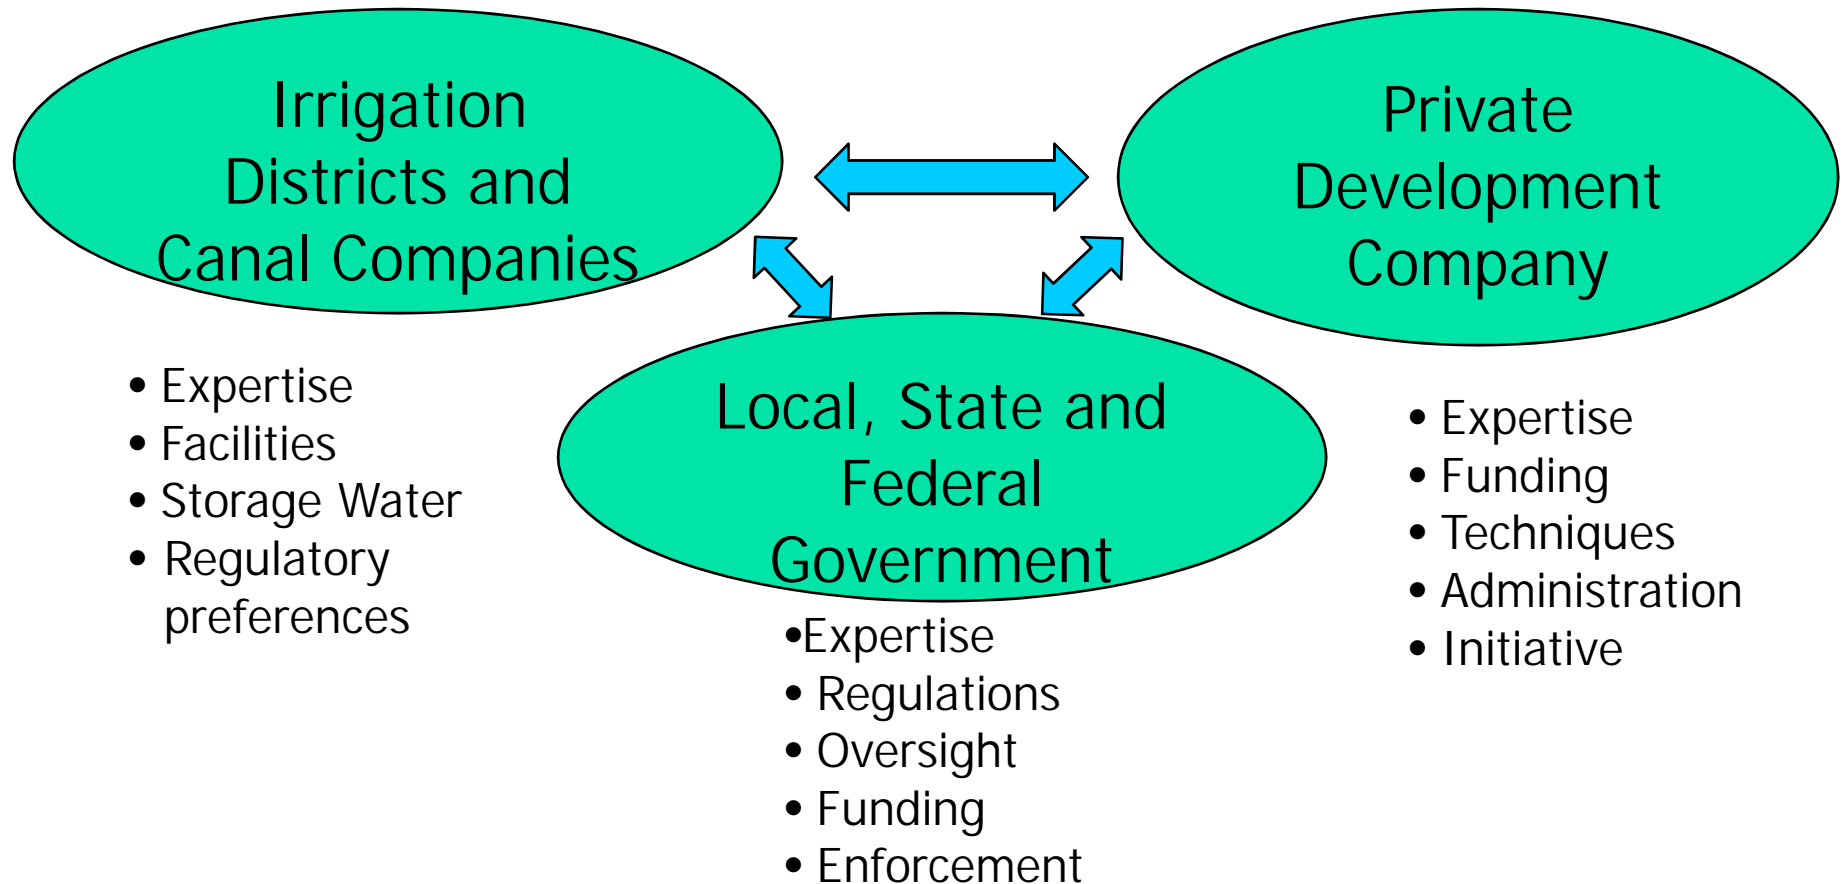 Irrigation
Districts and
Canal Companies
Private
Development
Company
Local, State and
Federal
Government
• Expertise
• Facilities
• Storage Water
• Regulatory
preferences
•Expertise
• Regulations
• Oversight
• Funding
• Enforcement
• Expertise
• Funding
• Techniques
• Administration
• Initiative